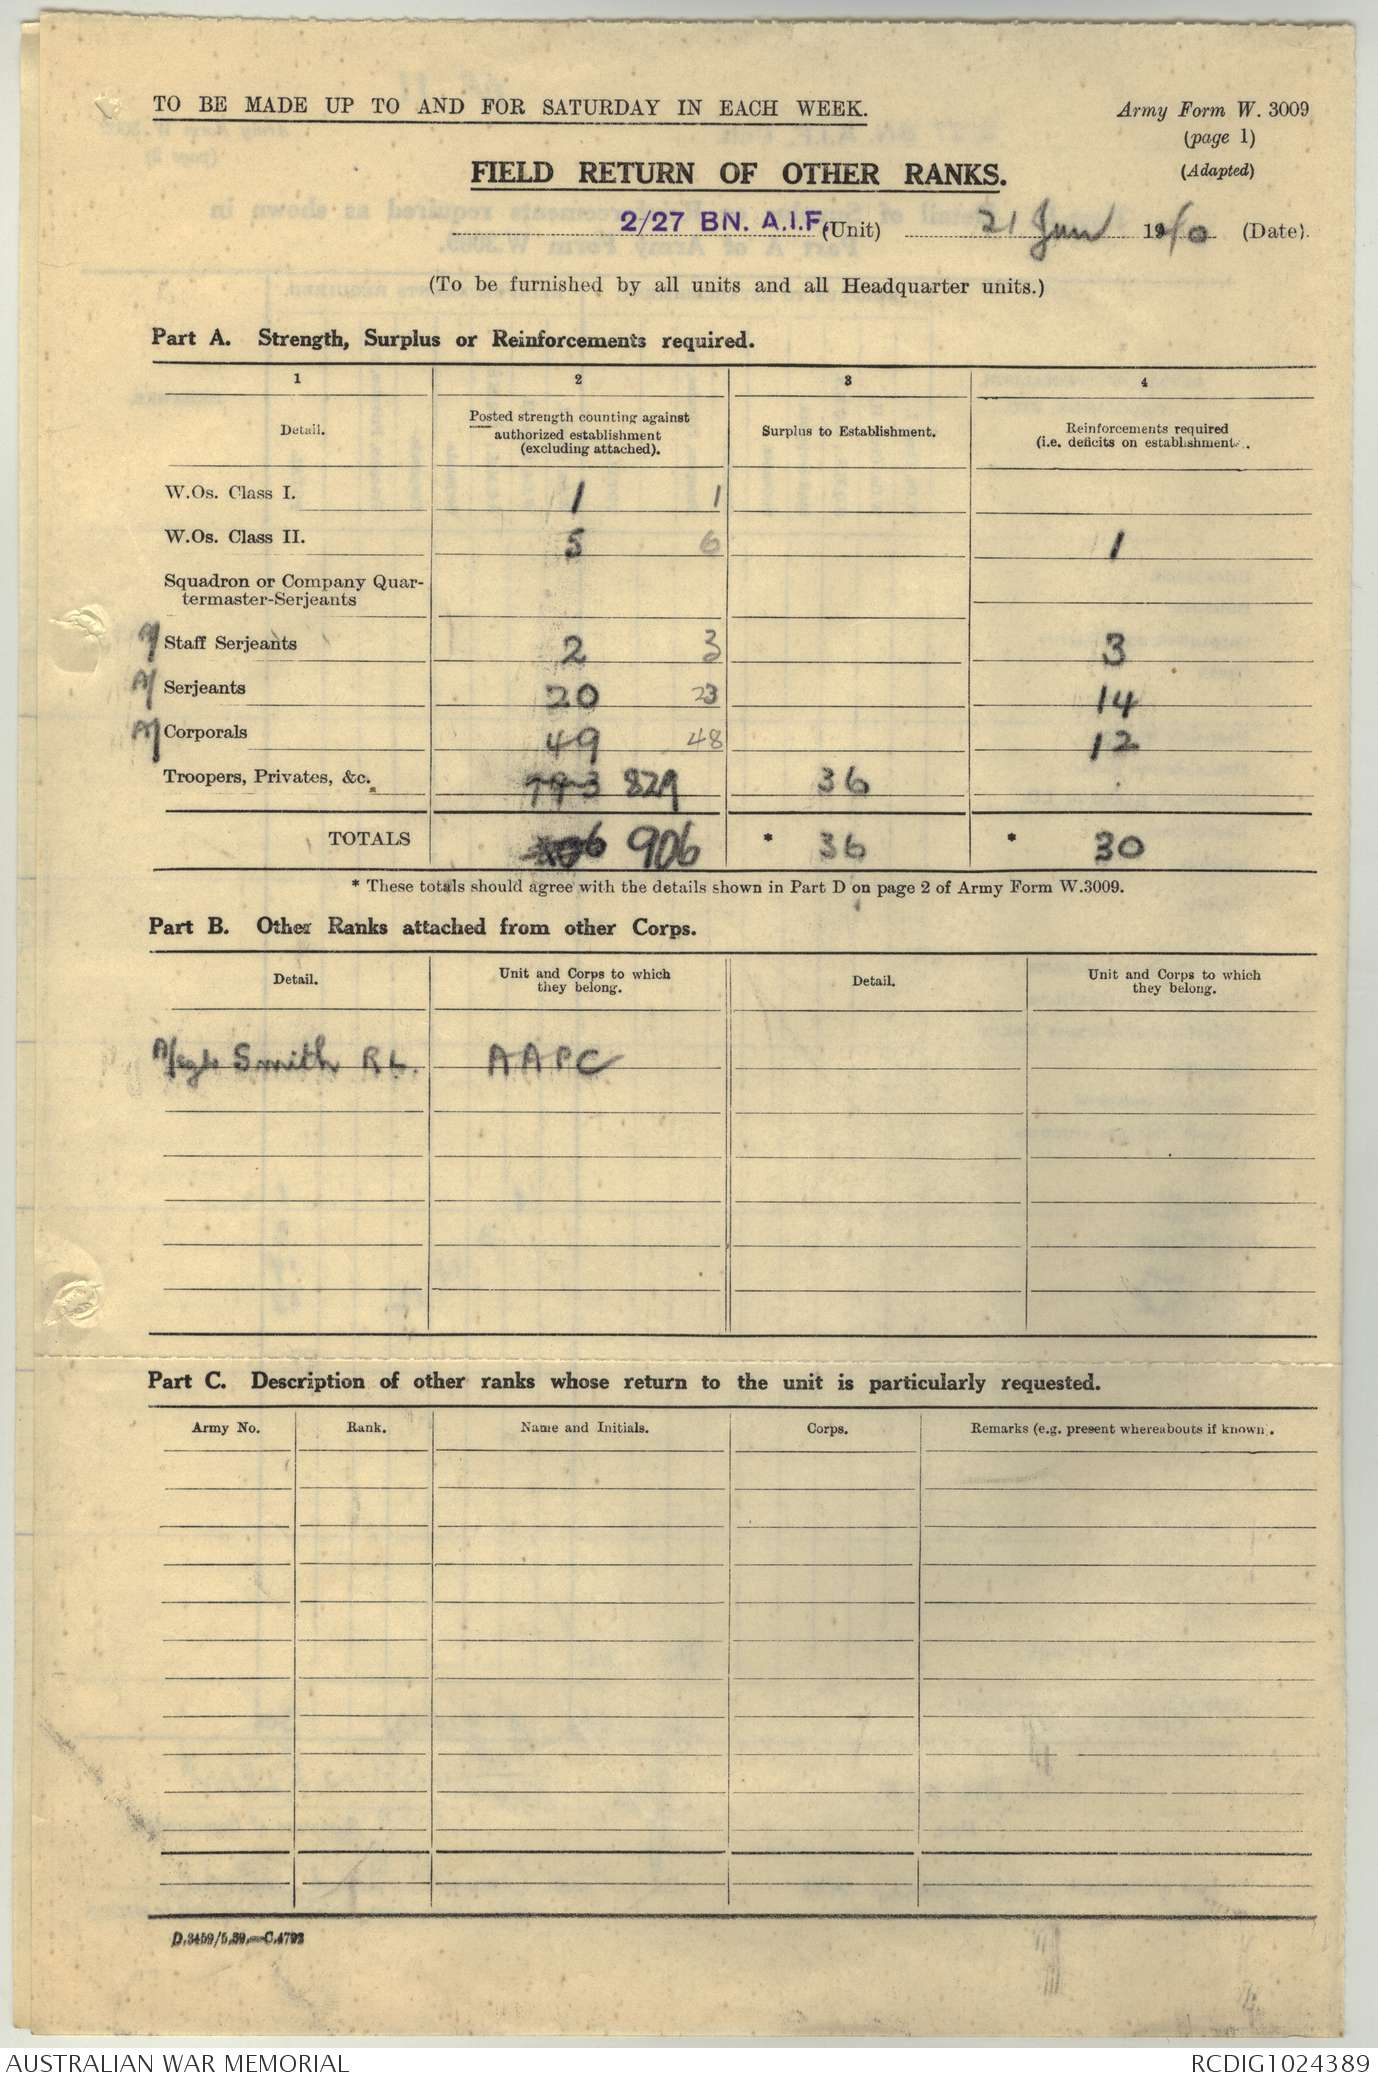 TO BE MADE UP TO AND FOR SATURDAY IN EACH WEEK.
Army Form W. 3009
(page 1)
(Adapted)
FIELD RETURN OF OTHER RANKS.
2/27 BN. A.I.F. (Unit) 21 Jun 1940 (Date).
(To be furnished by all units and all Headquarter units.)
Part A. Strength, Surplus or Reinforcements required.
1 2 3 4
Detail. Posted strength counting against authorized establishment (excluding attached). Surplus to Establishment. Reinforcements required (i.e. deficits on establishment.
W.Os. Class I. 1 1
W.Os. Class II. 5 6 1
Squadron or Company Quar-
termaster-Serjeants
Staff Serjeants 2 3 3
A/ Serjeants 20 23 14
A/ Corporals 49 48 12
Troopers, Privates, &c. 793 829 36
TOTALS 906 * 36 * 30
* These totals should agree with the details shown in Part D on page 2 of Army Form W.3009.
Part B. Other Ranks attached from other Corps.
Detail. Unit and Corps to which they belong. Detail. Unit and Corps to which they belong.
Smith R L. AAPC
Part C. Description of other ranks whose return to the unit is particularly requested.
Army No. Rank. Name and Initials. Corps. Remarks (e.g. present whereabouts if known.
D.3459/5.39.—C.4793
AUSTRALIAN WAR MEMORIAL
RCDIG1024389